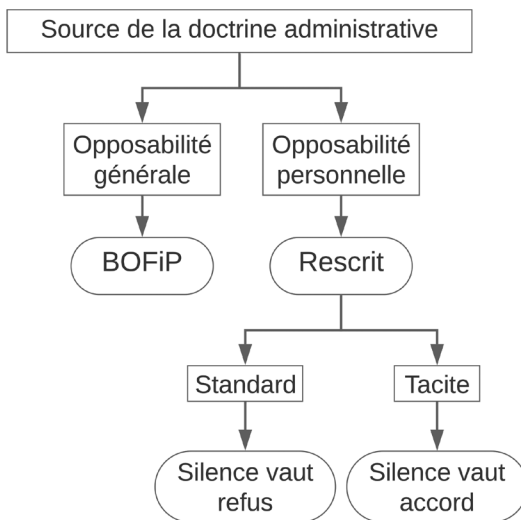 Source de la doctrine administrative
Opposabilité
générale
Opposabilité
personnelle
BOFiP
Rescrit
Standard
Tacite
Silence vaut
refus
Silence vaut
accord